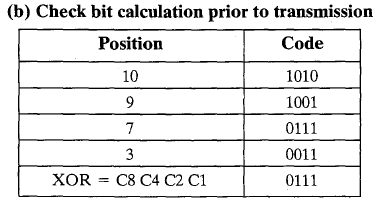 (b) Check bit calculation prior to transmission
Position Code
10 1010
9 1001
7 0111
3 0011
XOR = C8 C4 C2 C1 0111